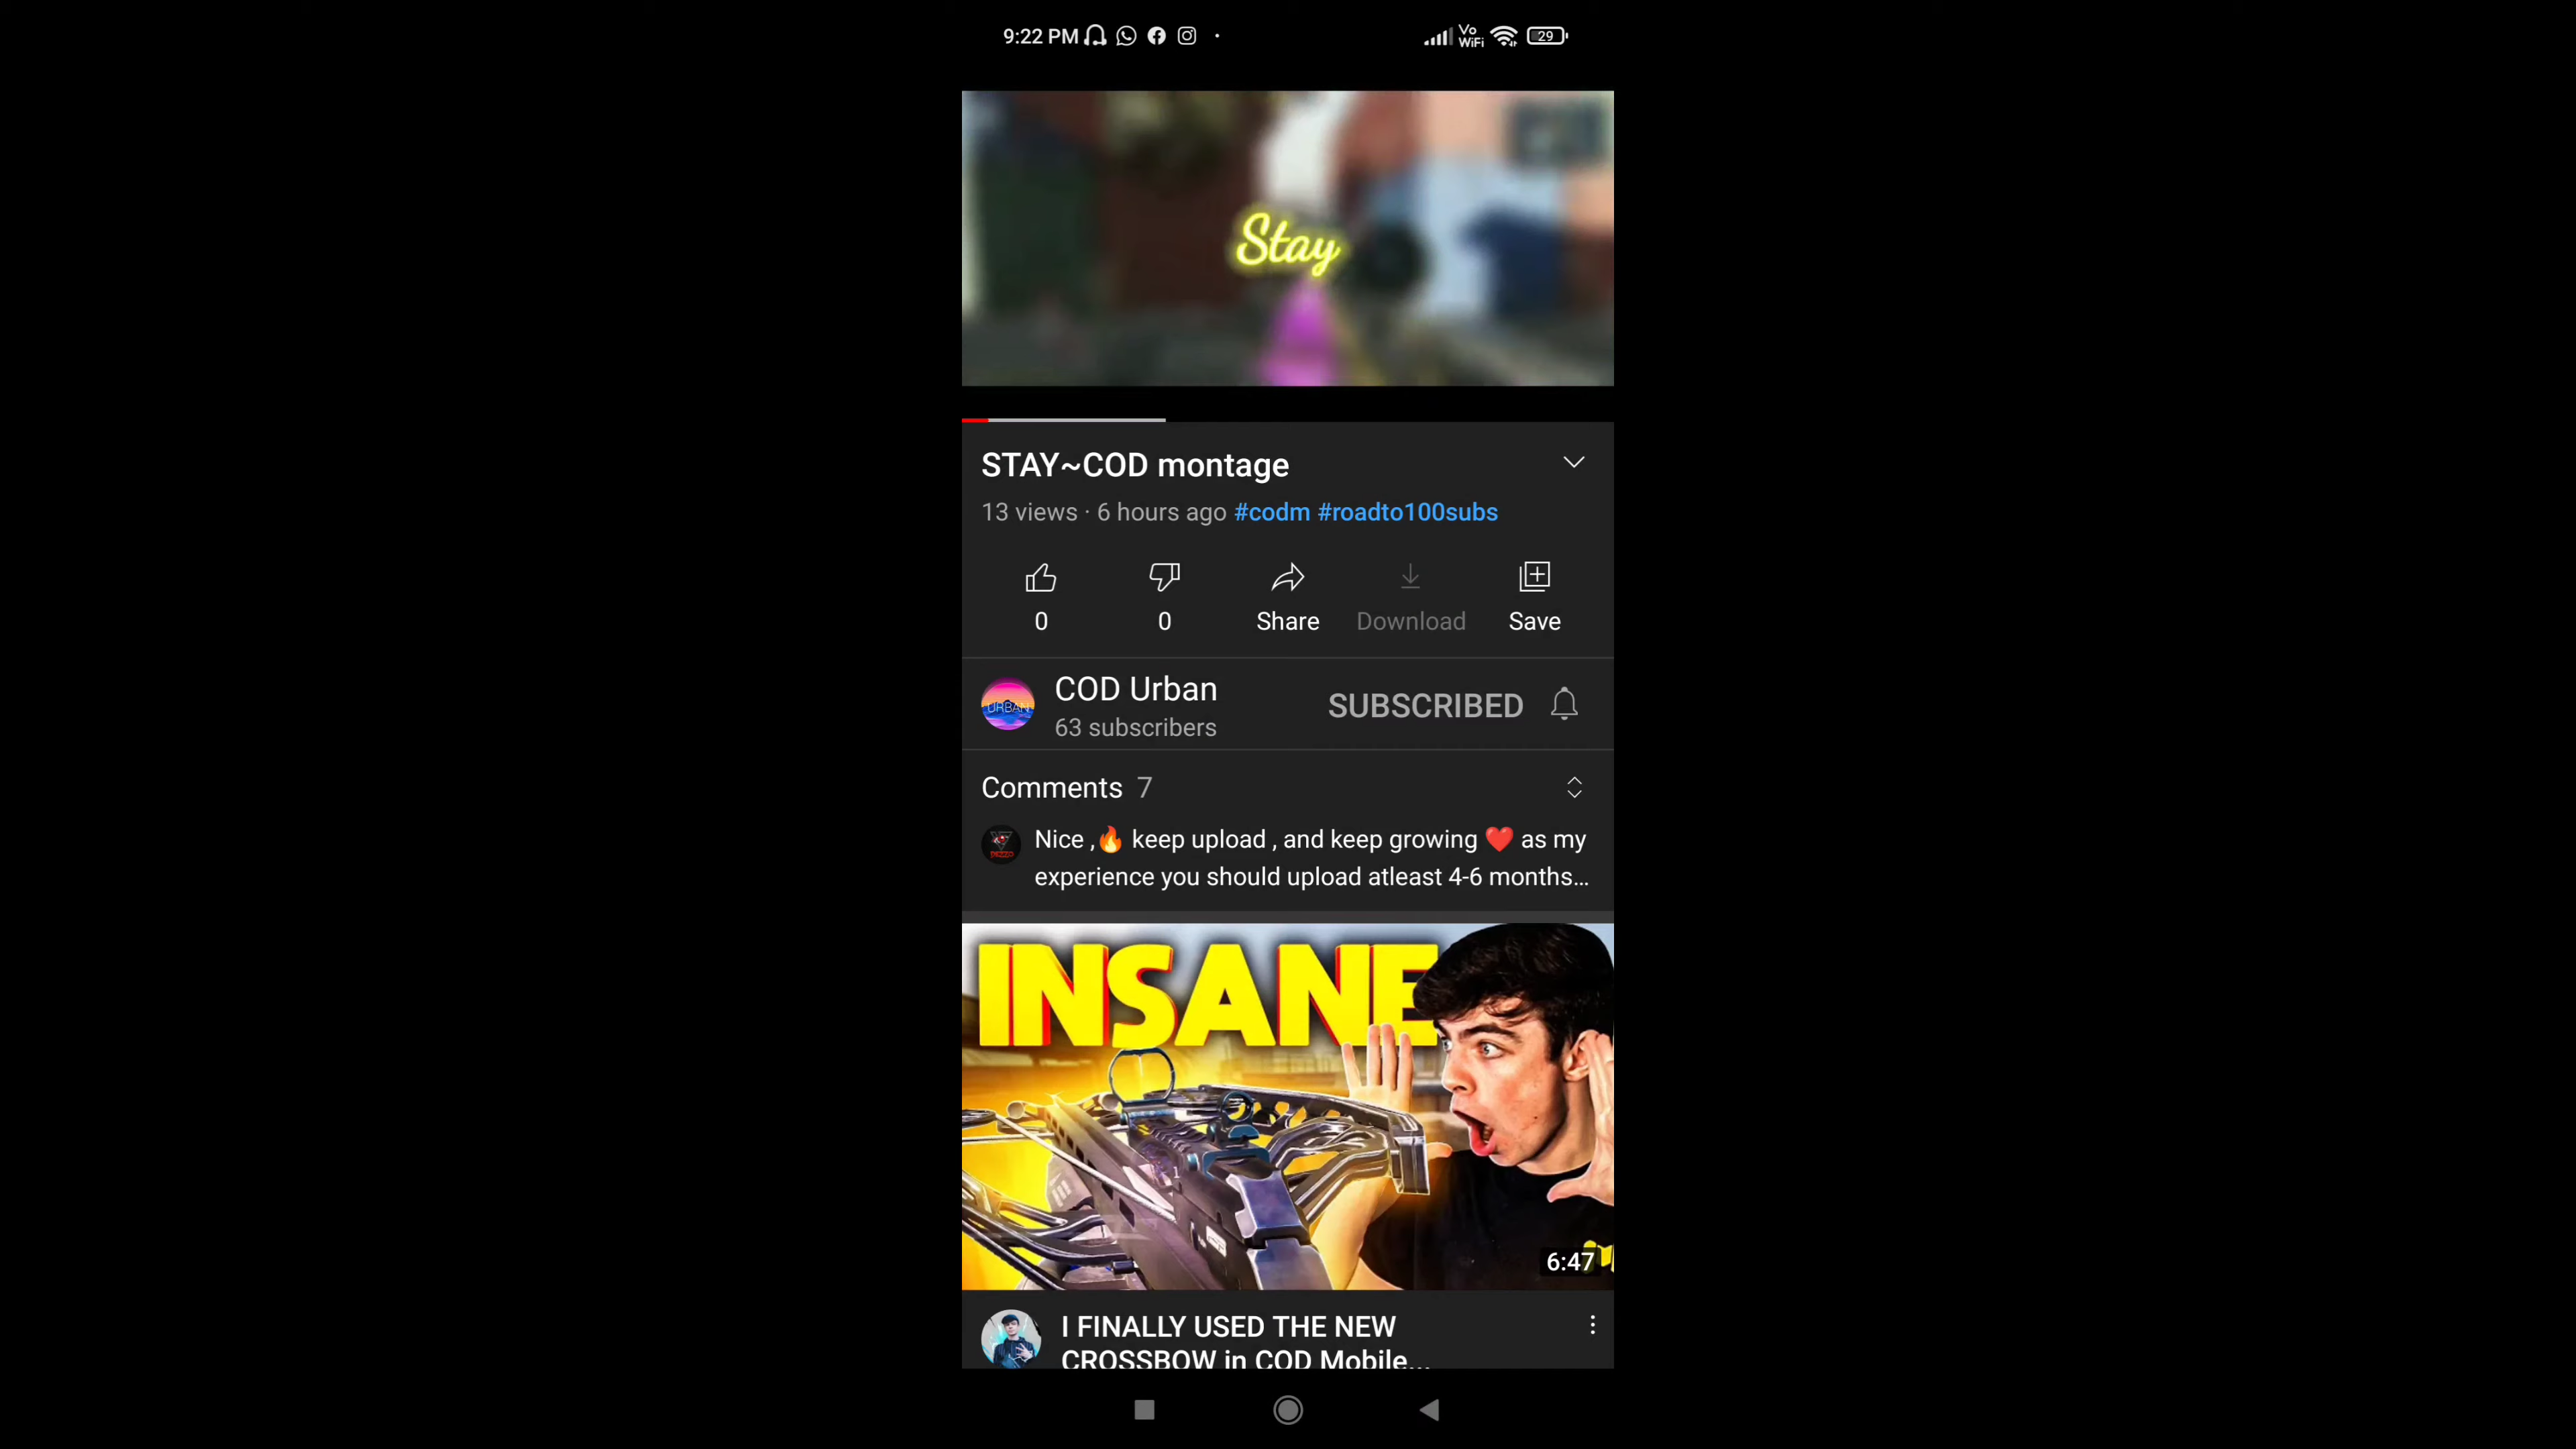 9:22 PM
Vo
WiFi
29
Stay
STAY~COD montage
13 views · 6 hours ago #codm #roadto100subs
0
0
Share
Download
Save
URBAN
COD Urban
63 subscribers
SUBSCRIBED
Comments 7
Nice ,🔥 keep upload , and keep growing ❤️ as my
experience you should upload atleast 4-6 months...
INSANE
6:47
I FINALLY USED THE NEW
CROSSBOW in COD Mobile...